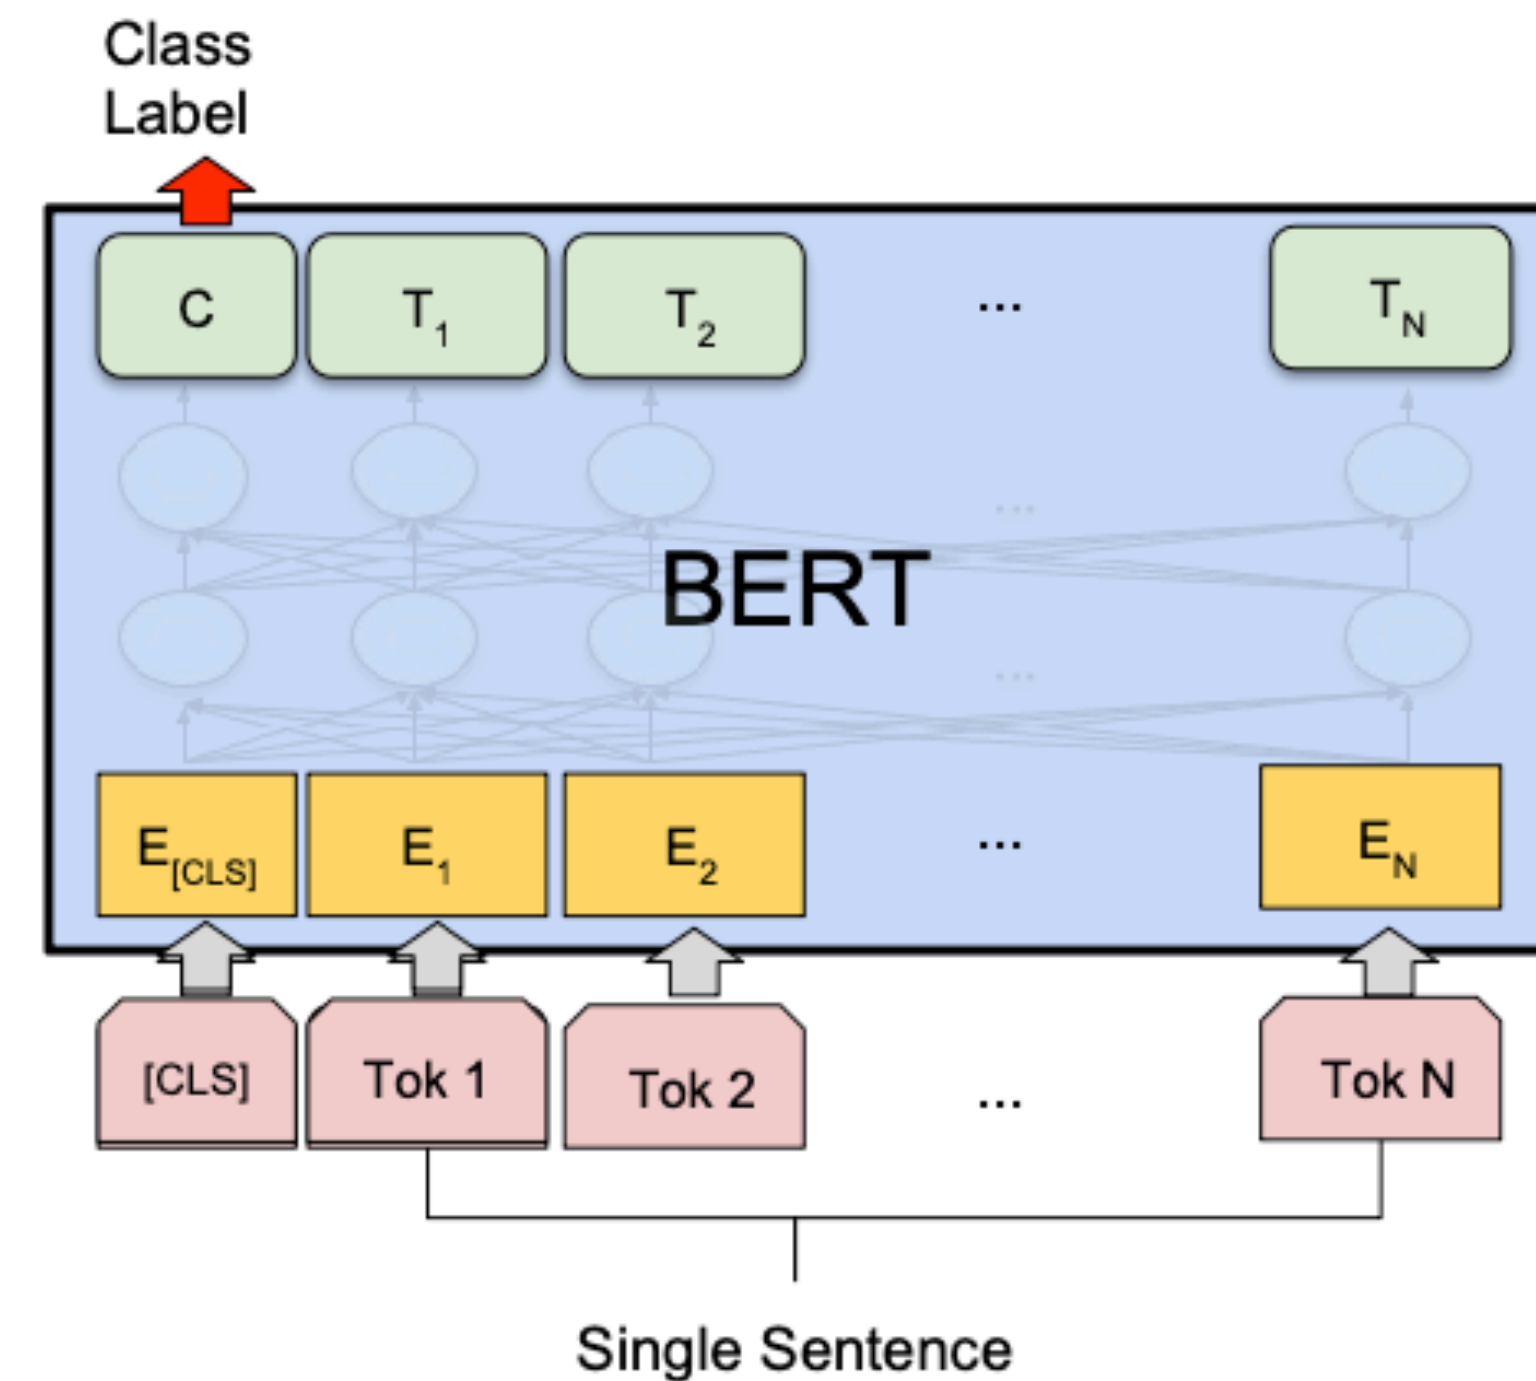 Class
Label
C T1 T2 ... TN
...
BERT
...
E[CLS] E1 E2 ... EN
[CLS] Tok 1 Tok 2 ... Tok N
Single Sentence